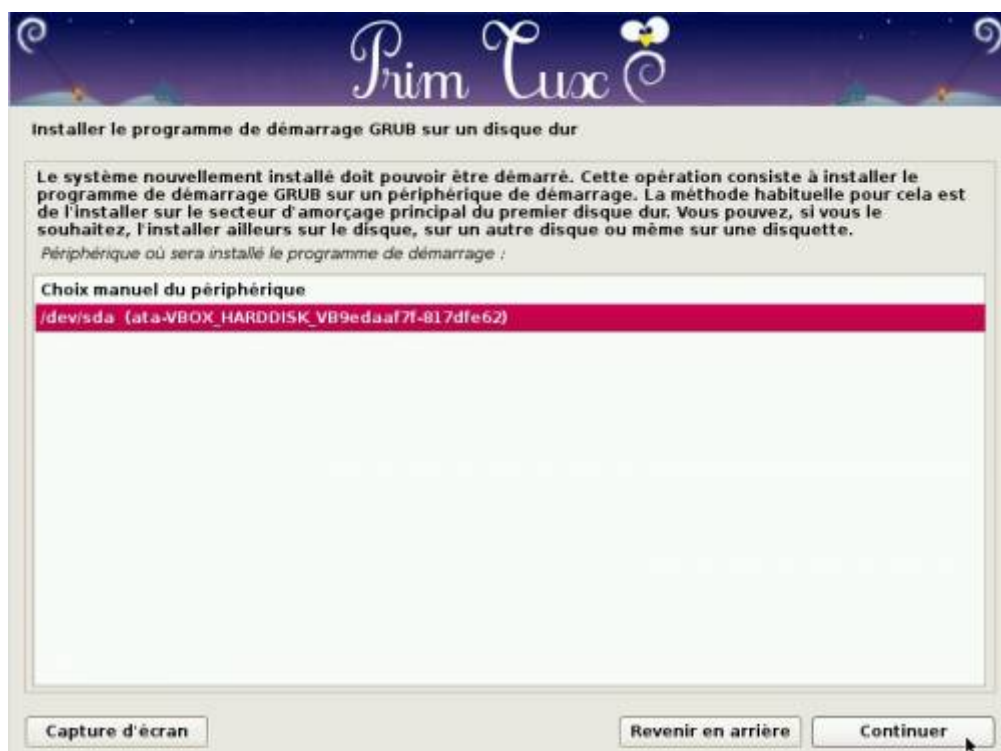 Prim Tux
Installer le programme de démarrage GRUB sur un disque dur
Le système nouvellement installé doit pouvoir être démarré. Cette opération consiste à installer le
programme de démarrage GRUB sur un périphérique de démarrage. La méthode habituelle pour cela est
de l'installer sur le secteur d'amorçage principal du premier disque dur. Vous pouvez, si vous le
souhaitez, l'installer ailleurs sur le disque, sur un autre disque ou même sur une disquette.
Périphérique où sera installé le programme de démarrage :
Choix manuel du périphérique
/dev/sda (ata-VBOX_HARDDISK_VB9edaaf7f-817dfe62)
Capture d'écran
Revenir en arrière
Continuer